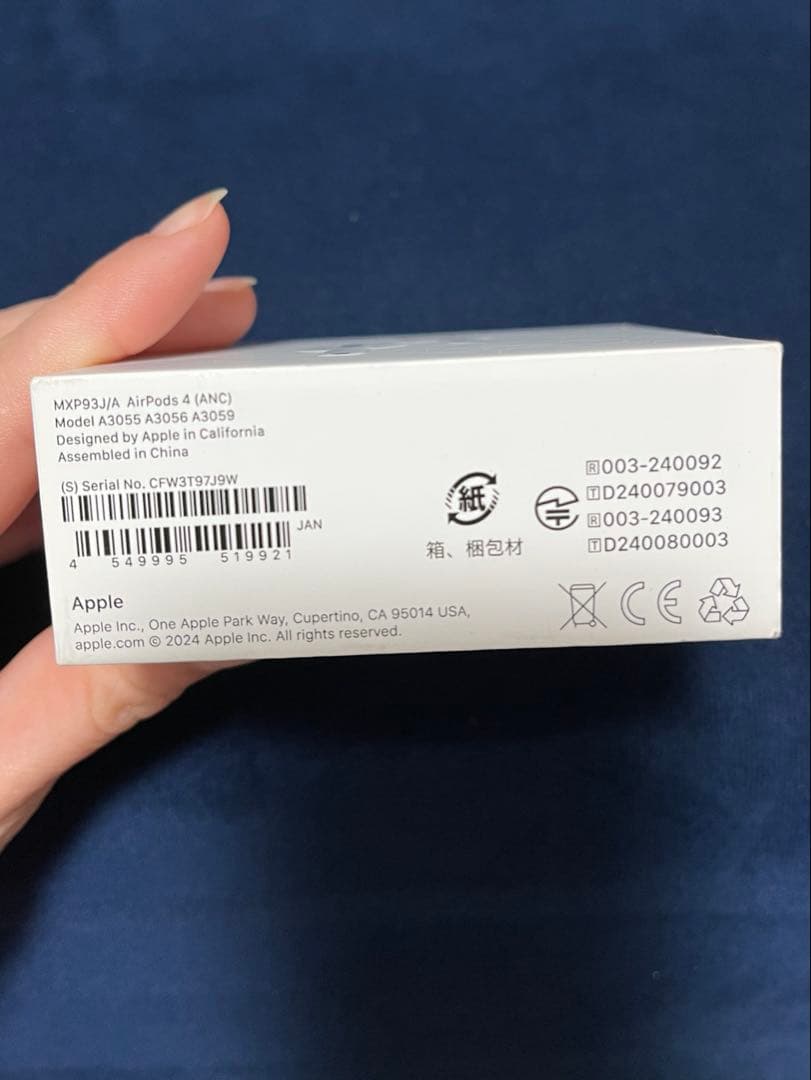 MXP93J/A AirPods 4 (ANC)
Model A3055 A3056 A3059
Designed by Apple in California
Assembled in China
(S) Serial No. CFW3T97J9W
JAN
4 549995 519921
Apple
Apple Inc., One Apple Park Way, Cupertino, CA 95014 USA,
apple.com © 2024 Apple Inc. All rights reserved.
紙
箱、梱包材
🅁003-240092
🅃D240079003
🅁003-240093
🅃D240080003
CE